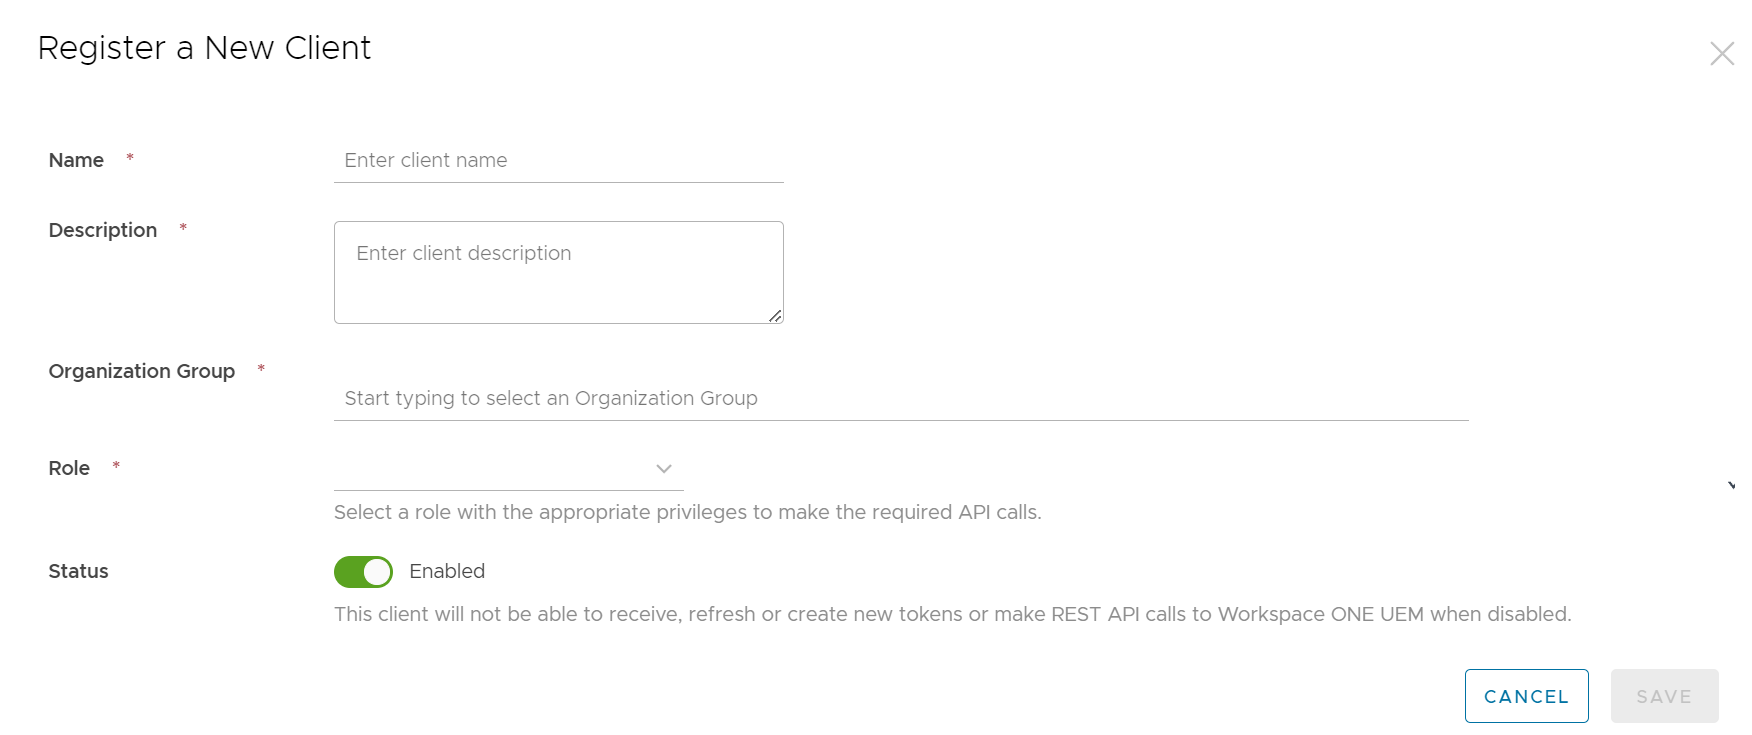 Register a New Client
Name *
Enter client name
Description *
Enter client description
Organization Group *
Start typing to select an Organization Group
Role *
Select a role with the appropriate privileges to make the required API calls.
Status
Enabled
This client will not be able to receive, refresh or create new tokens or make REST API calls to Workspace ONE UEM when disabled.
CANCEL
SAVE